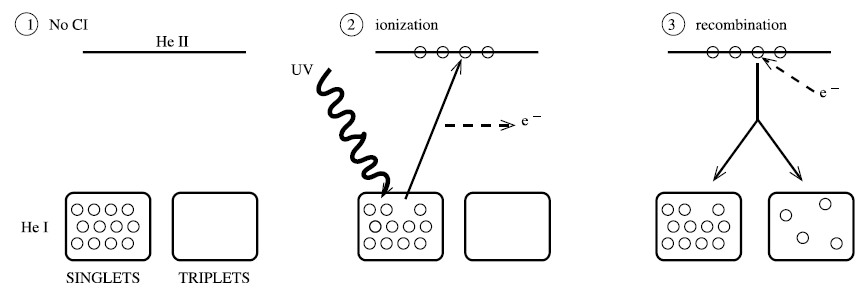 1 No CI
He II
He I
SINGLETS TRIPLETS
2 ionization
UV
e⁻
3 recombination
e⁻